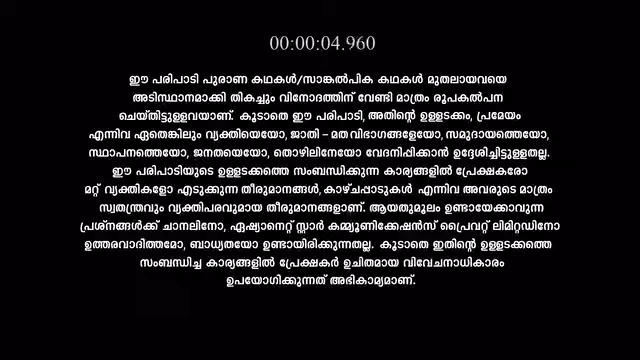 00:00:04.960
ഈ പരിപാടി പുരാണ കഥകൾ/സാങ്കൽപിക കഥകൾ മുതലായവയെ
അടിസ്ഥാനമാക്കി തികച്ചും വിനോദത്തിന് വേണ്ടി മാത്രം രൂപകൽപന
ചെയ്തിട്ടുള്ളവയാണ്. കൂടാതെ ഈ പരിപാടി, അതിന്റെ ഉള്ളടക്കം, പ്രമേയം
എന്നിവ ഏതെങ്കിലും വ്യക്തിയെയോ, ജാതി – മതവിഭാഗങ്ങളേയോ, സമുദായത്തെയോ,
സ്ഥാപനത്തെയോ, ജനതയെയോ, തൊഴിലിനേയോ വേദനിപ്പിക്കാൻ ഉദ്ദേശിച്ചിട്ടുള്ളതല്ല.
ഈ പരിപാടിയുടെ ഉള്ളടക്കത്തെ സംബന്ധിക്കുന്ന കാര്യങ്ങളിൽ പ്രേക്ഷകരോ
മറ്റ് വ്യക്തികളോ എടുക്കുന്ന തീരുമാനങ്ങൾ, കാഴ്ചപ്പാടുകൾ എന്നിവ അവരുടെ മാത്രം
സ്വതന്ത്രവും വ്യക്തിപരവുമായ തീരുമാനങ്ങളാണ്. ആയതുമൂലം ഉണ്ടായേക്കാവുന്ന
പ്രശ്നങ്ങൾക്ക് ചാനലിനോ, ഏഷ്യാനെറ്റ് സ്റ്റാർ കമ്മ്യൂണിക്കേഷൻസ് പ്രൈവറ്റ് ലിമിറ്റഡിനോ
ഉത്തരവാദിത്തമോ, ബാധ്യതയോ ഉണ്ടായിരിക്കുന്നതല്ല. കൂടാതെ ഇതിന്റെ ഉള്ളടക്കത്തെ
സംബന്ധിച്ച കാര്യങ്ങളിൽ പ്രേക്ഷകർ ഉചിതമായ വിവേചനാധികാരം
ഉപയോഗിക്കുന്നത് അഭികാമ്യമാണ്.